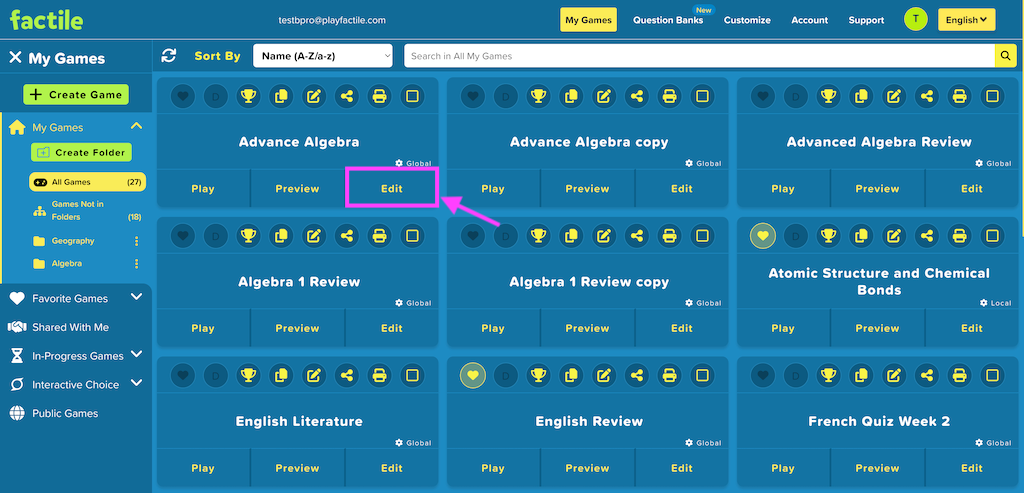 factile
testbpro@playfactile.com
My Games
Question Banks
New
Customize
Account
Support
T
English
My Games
Sort By
Name (A-Z/a-z)
Search in All My Games
Create Game
My Games
Create Folder
All Games (27)
Games Not in
Folders (18)
Geography
Algebra
Favorite Games
Shared With Me
In-Progress Games
Interactive Choice
Public Games
D
Advance Algebra
Global
Play Preview Edit
D
Advance Algebra copy
Global
Play Preview Edit
D
Advanced Algebra Review
Global
Play Preview Edit
D
Algebra 1 Review
Global
Play Preview Edit
D
Algebra 1 Review copy
Global
Play Preview Edit
D
Atomic Structure and Chemical
Bonds
Local
Play Preview Edit
D
English Literature
Global
Play Preview Edit
D
English Review
Global
Play Preview Edit
D
French Quiz Week 2
Global
Play Preview Edit